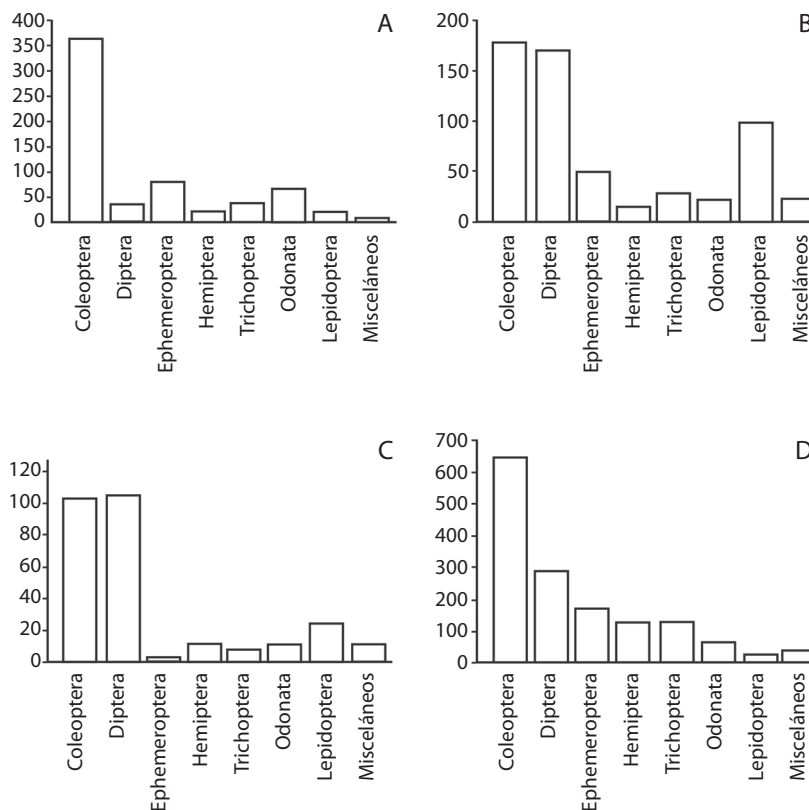 A
400
350
300
250
200
150
100
50
0
Coleoptera
Diptera
Ephemeroptera
Hemiptera
Trichoptera
Odonata
Lepidoptera
Misceláneos
B
200
150
100
50
0
Coleoptera
Diptera
Ephemeroptera
Hemiptera
Trichoptera
Odonata
Lepidoptera
Misceláneos
C
120
100
80
60
40
20
0
Coleoptera
Diptera
Ephemeroptera
Hemiptera
Trichoptera
Odonata
Lepidoptera
Misceláneos
D
700
600
500
400
300
200
100
0
Coleoptera
Diptera
Ephemeroptera
Hemiptera
Trichoptera
Odonata
Lepidoptera
Misceláneos